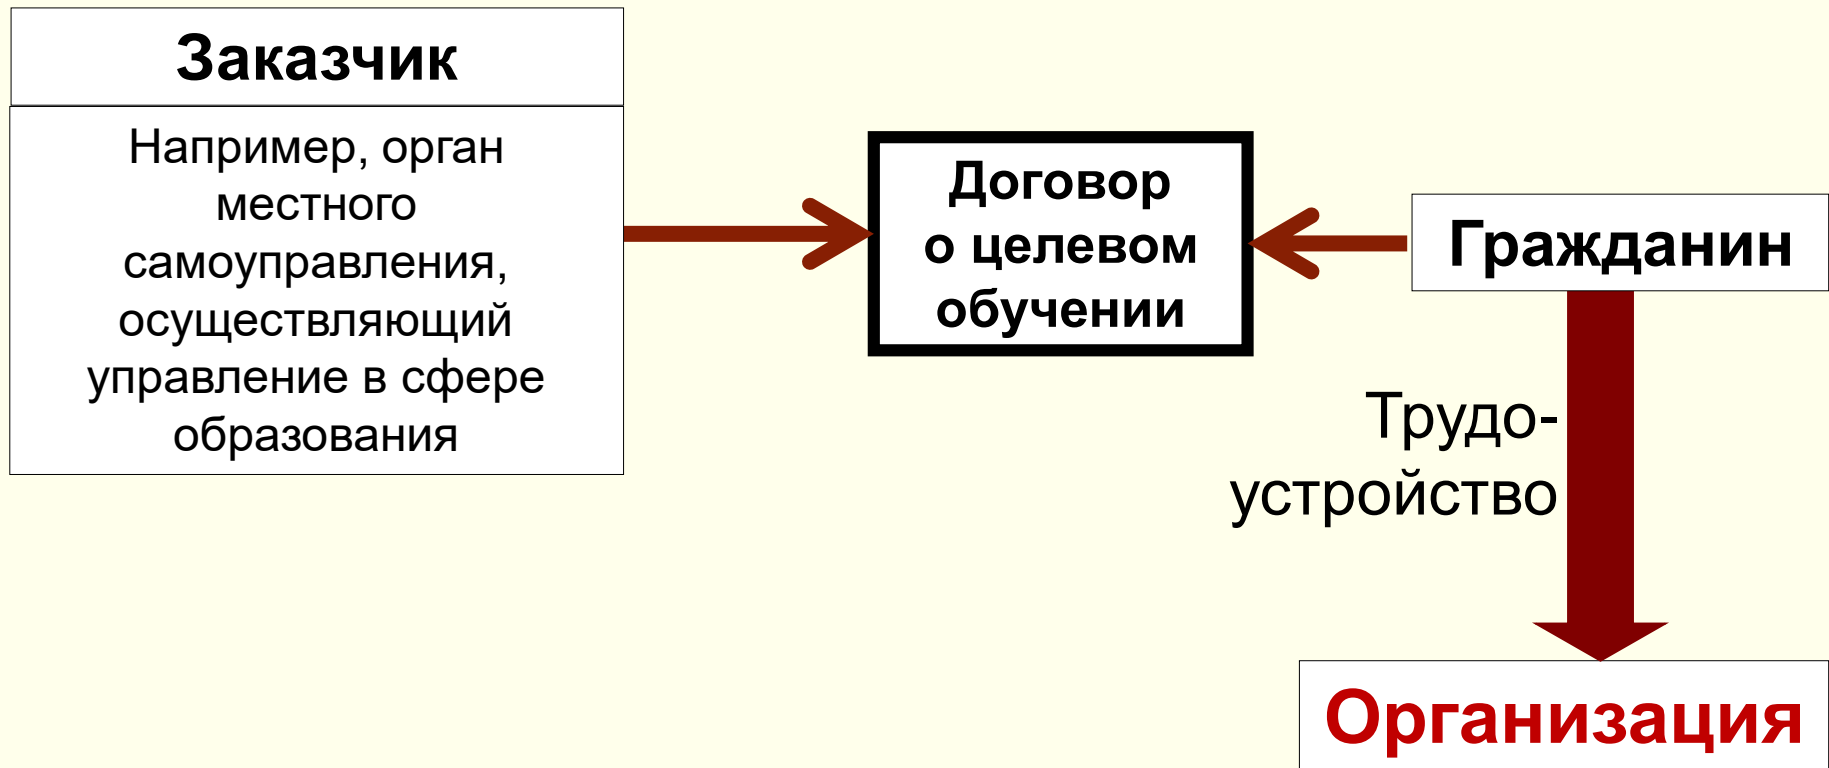 Заказчик
Например, орган
местного
самоуправления,
осуществляющий
управление в сфере
образования
Договор
о целевом
обучении
Гражданин
Трудо-
устройство
Организация